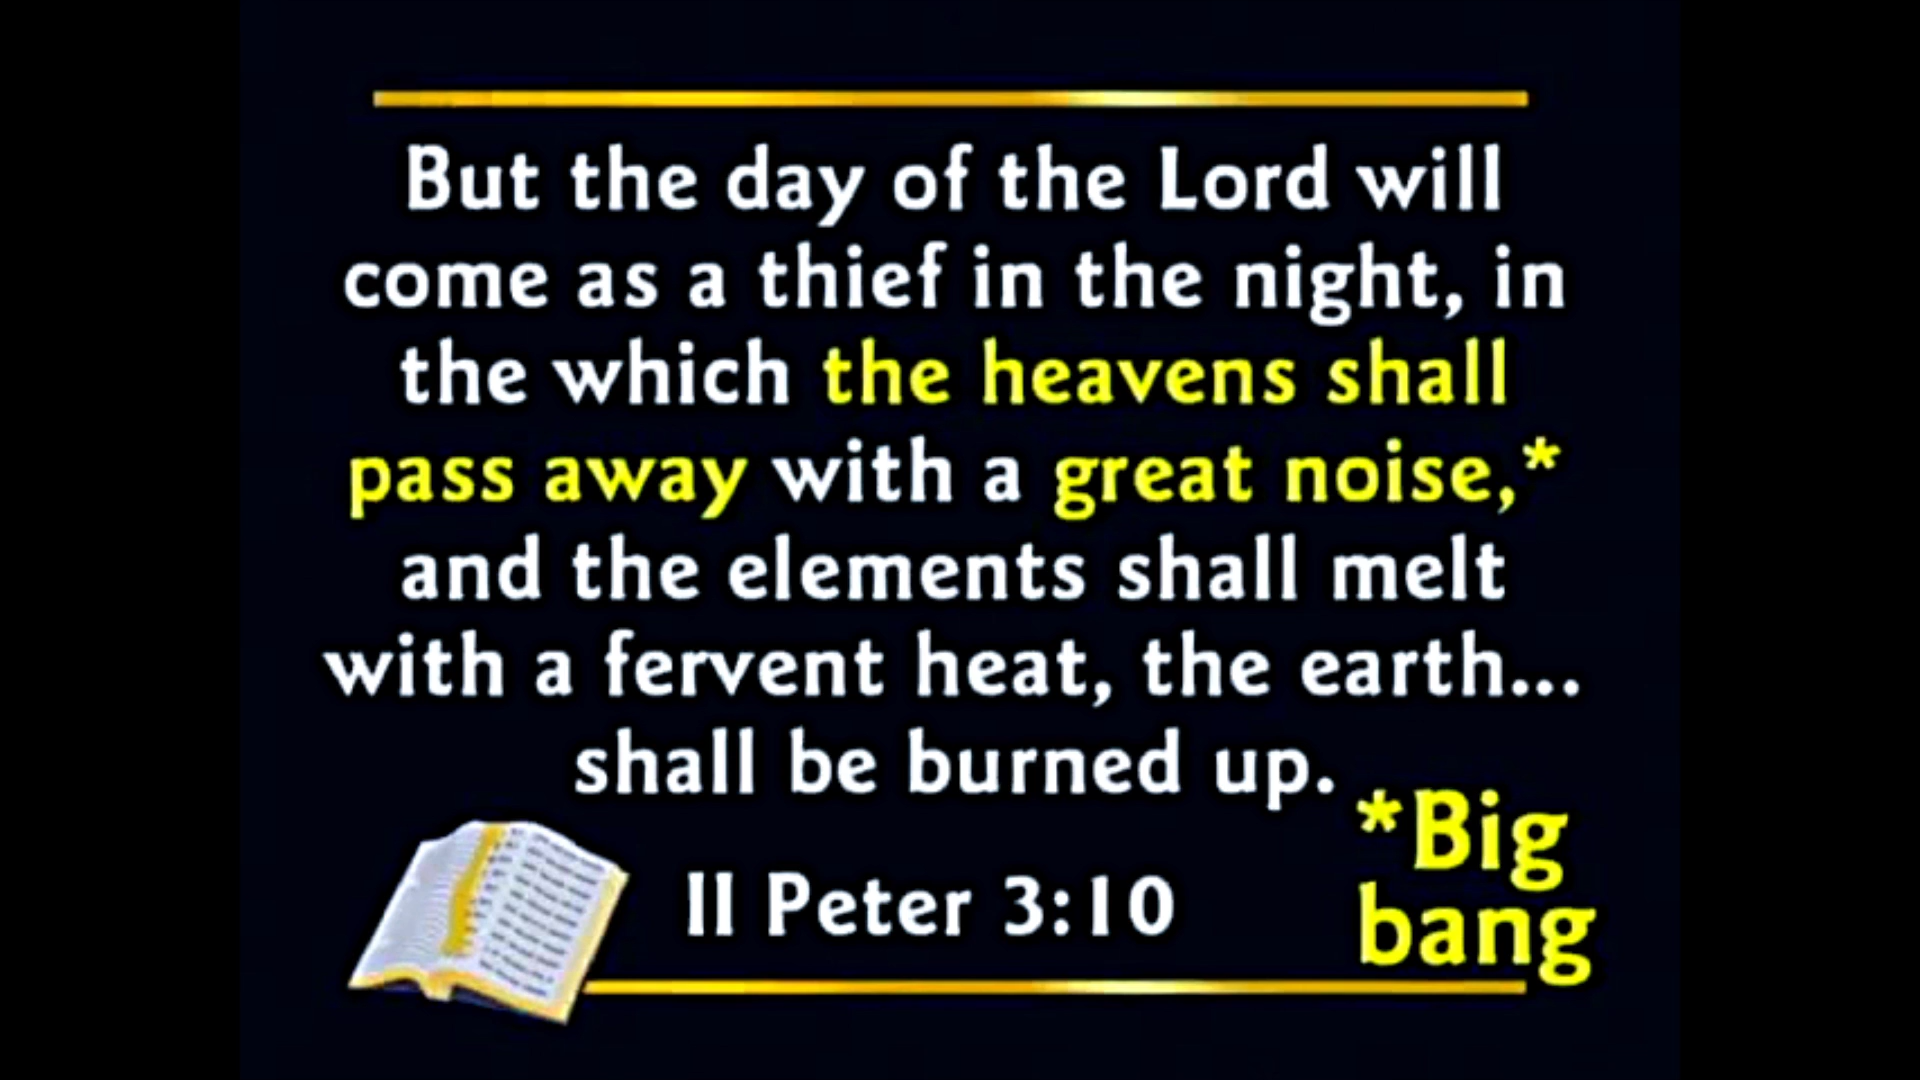 But the day of the Lord will
come as a thief in the night, in
the which the heavens shall
pass away with a great noise,*
and the elements shall melt
with a fervent heat, the earth...
shall be burned up.
*Big
bang
II Peter 3:10